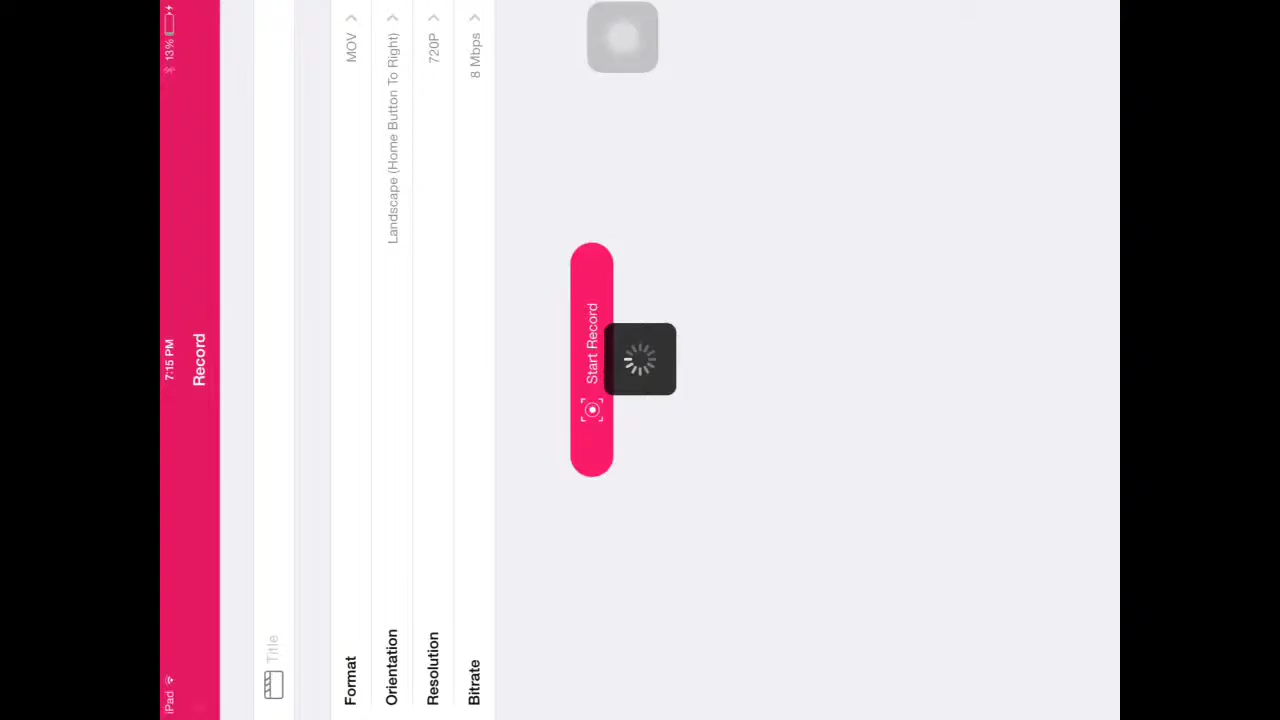 iPad 7:15 PM 13%
Record
Title
Format MOV
Orientation Landscape (Home Button To Right)
Resolution 720P
Bitrate 8 Mbps
Start Record